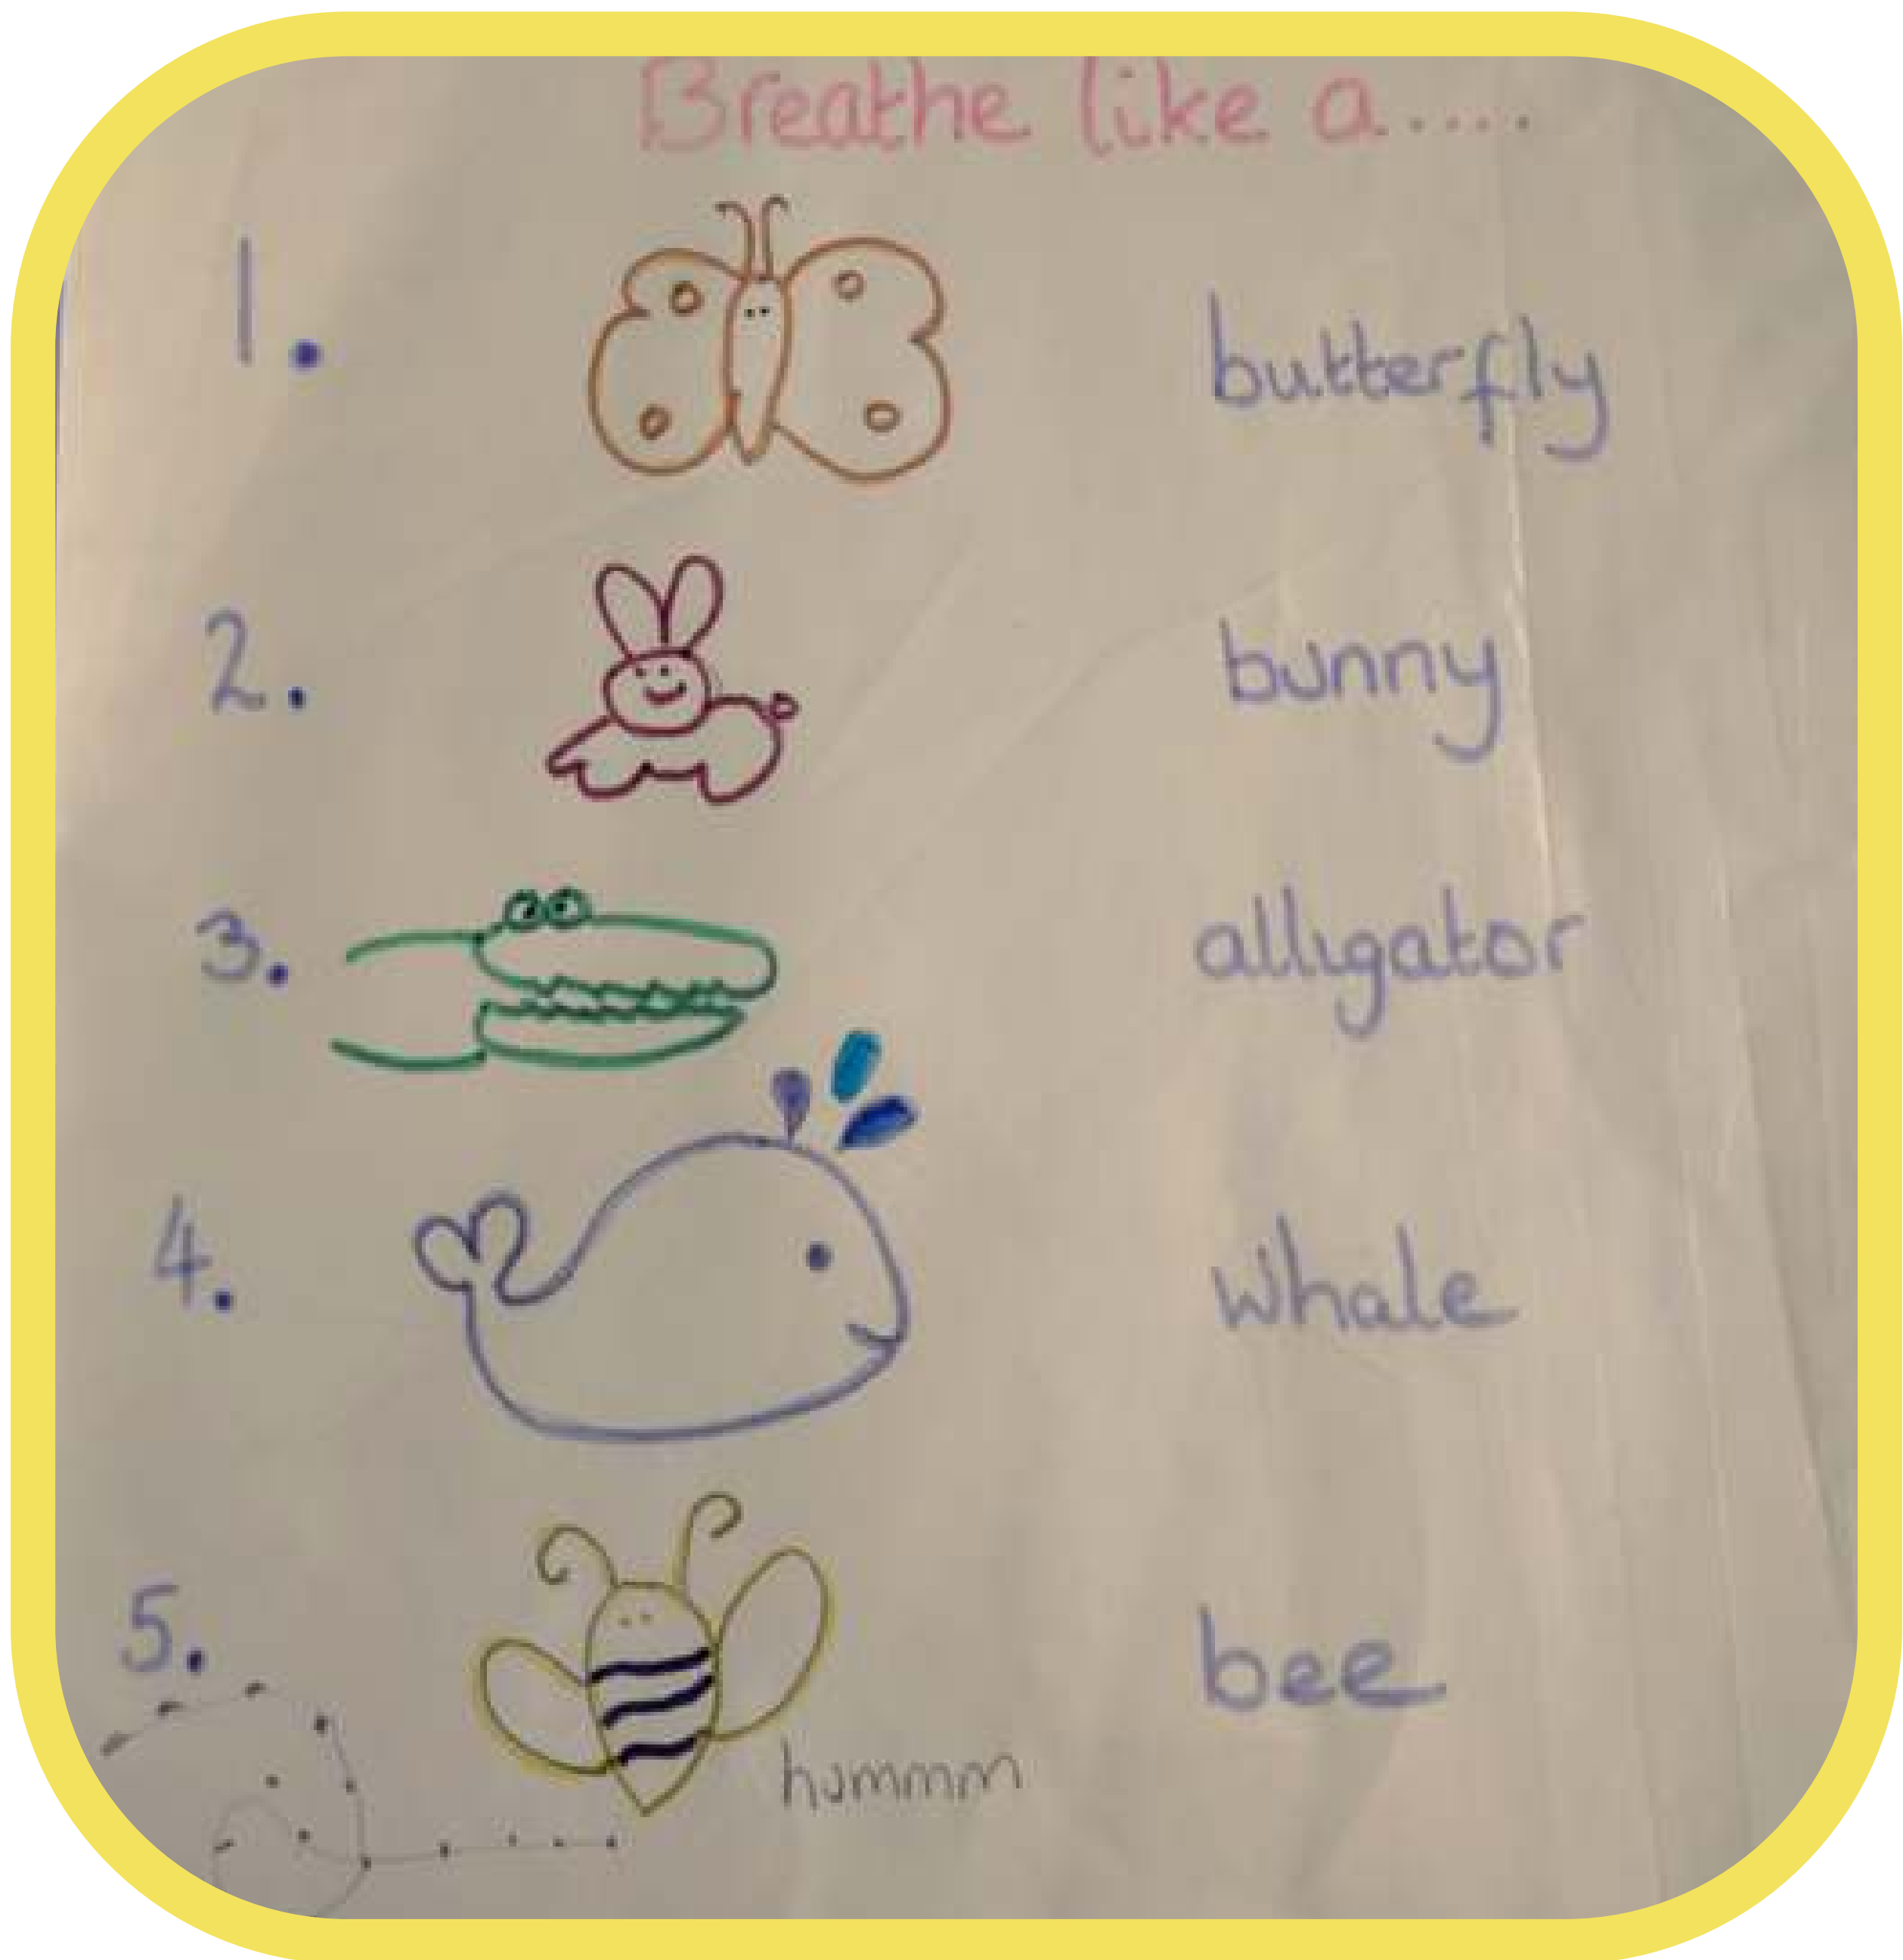 Breathe like a.....
1. butterfly
2. bunny
3. alligator
4. whale
5. bee
hummm